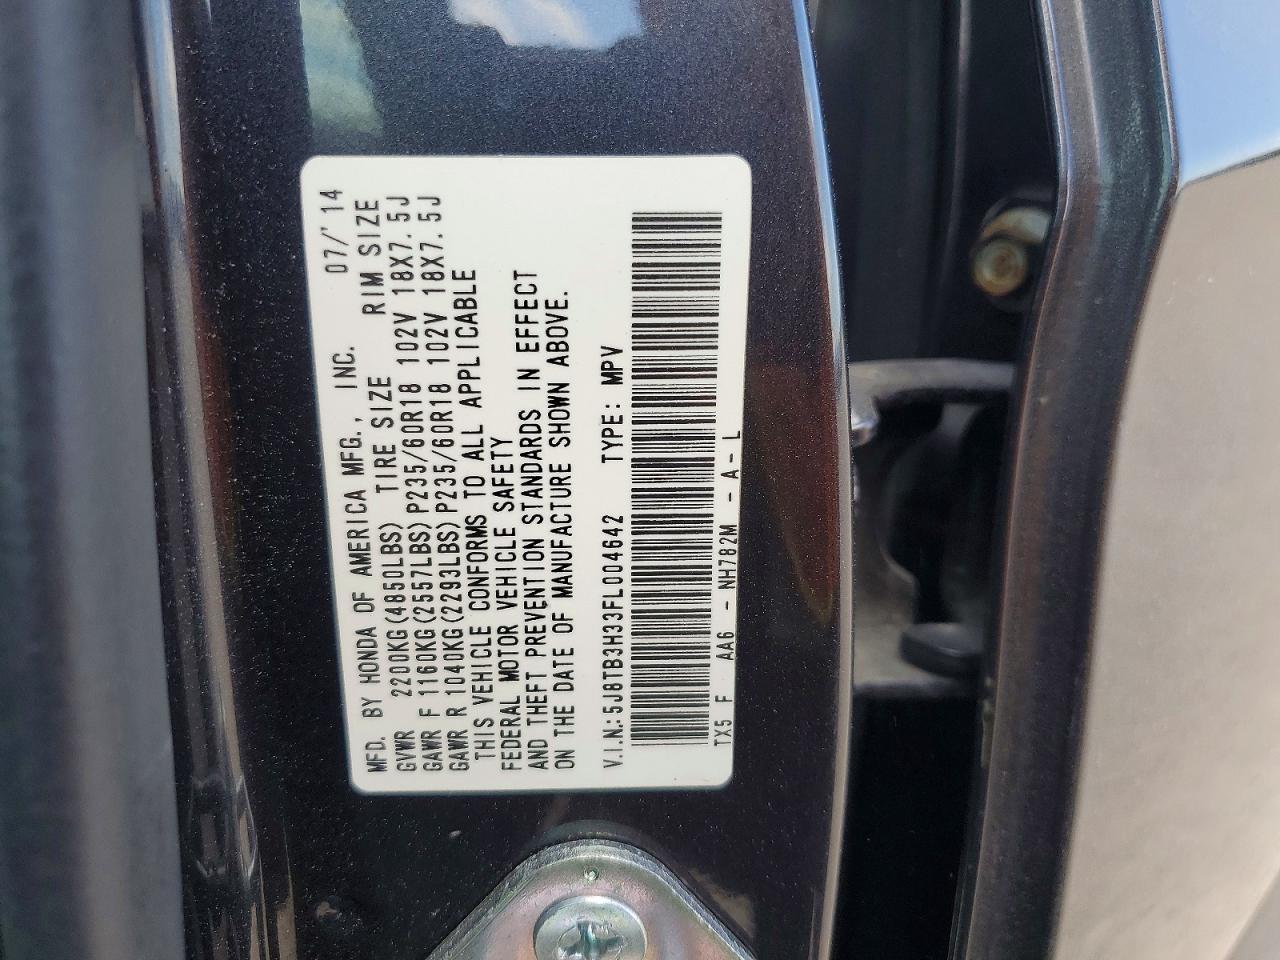 MFD. BY HONDA OF AMERICA MFG., INC. 07/'14
GVWR 2200KG(4850LBS) TIRE SIZE RIM SIZE
GAWR F 1160KG(2557LBS)P235/60R18 102V 18X7.5J
GAWR R 1040KG(2293LBS)P235/60R18 102V 18X7.5J
THIS VEHICLE CONFORMS TO ALL APPLICABLE
FEDERAL MOTOR VEHICLE SAFETY
AND THEFT PREVENTION STANDARDS IN EFFECT
ON THE DATE OF MANUFACTURE SHOWN ABOVE.
V.I.N.:5J8TB3H33FL004642 TYPE: MPV
TX5 F AA6 - NH782M - A - L